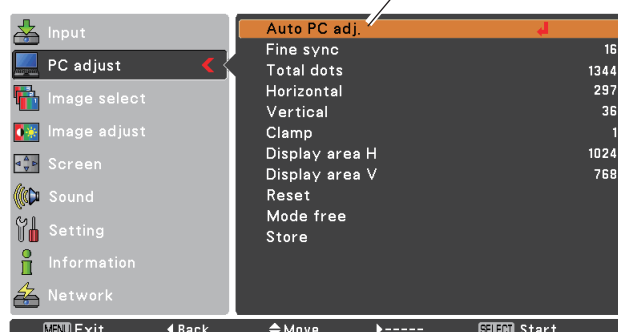 Input
PC adjust
Image select
Image adjust
Screen
Sound
Setting
Information
Network
Auto PC adj.
Fine sync 16
Total dots 1344
Horizontal 297
Vertical 36
Clamp 1
Display area H 1024
Display area V 768
Reset
Mode free
Store
MENU Exit ◀Back ◆Move ▶----- SELECT Start